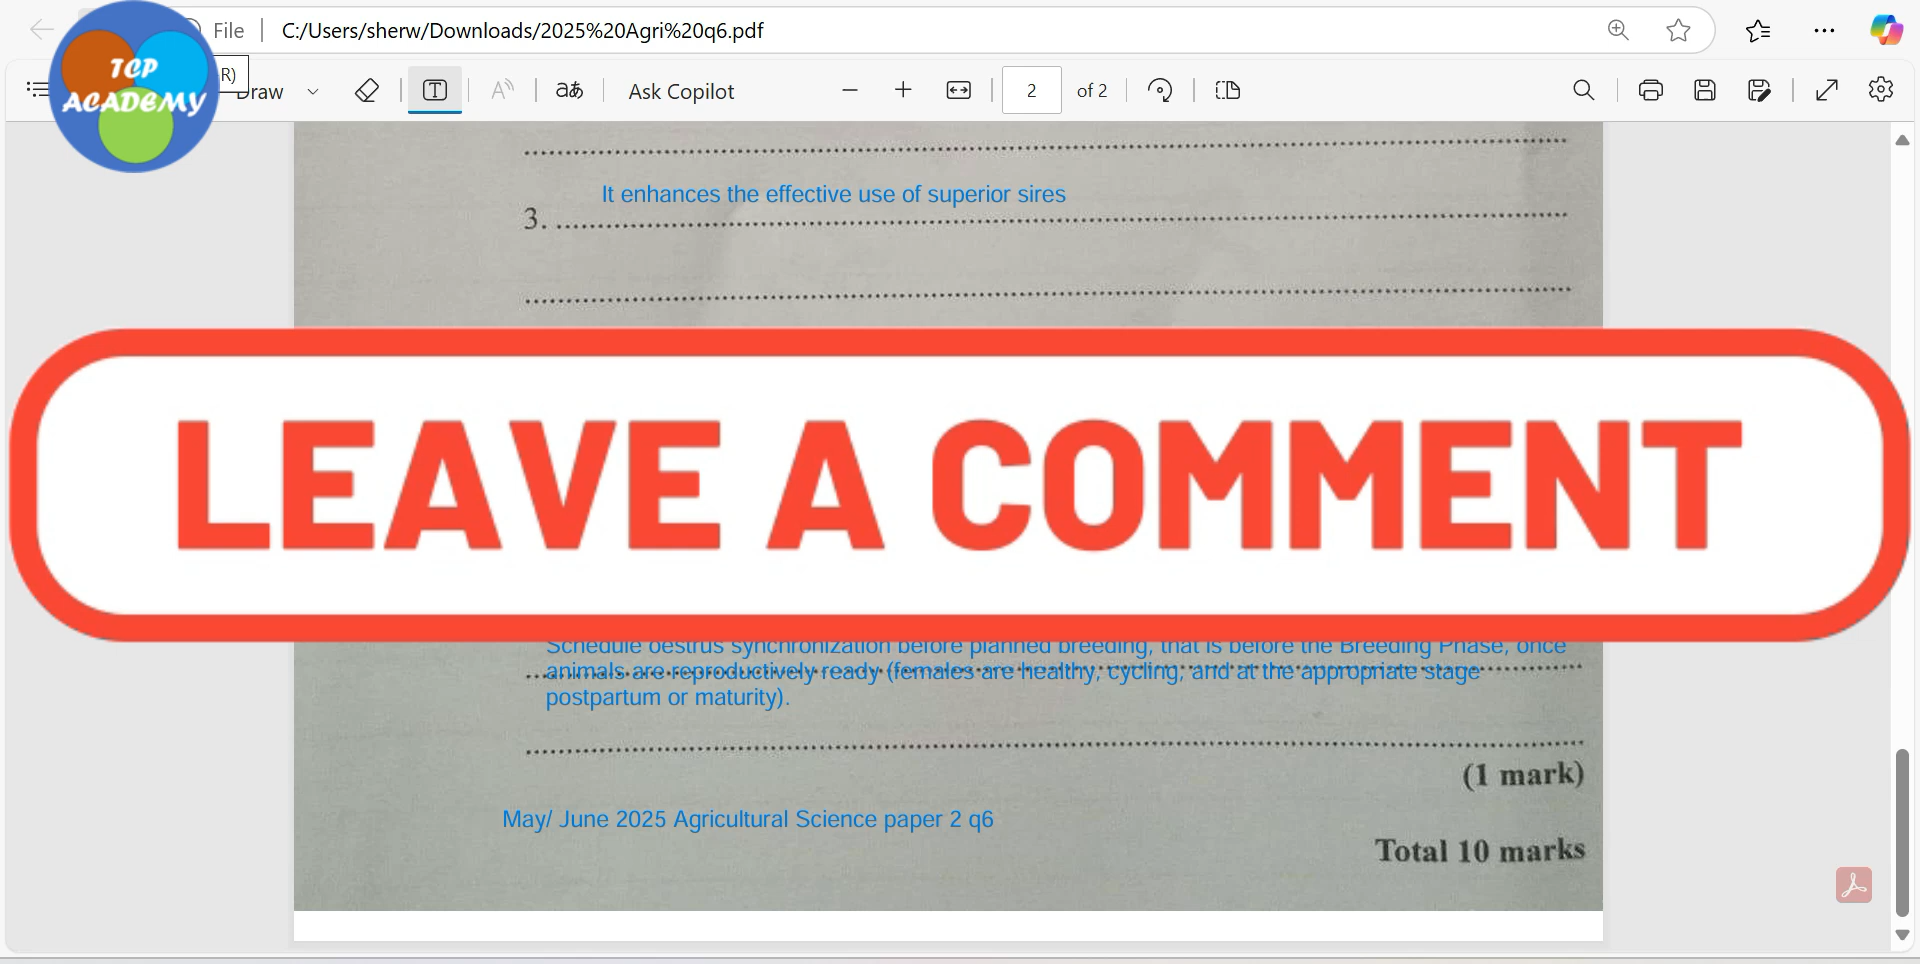 File
C:/Users/sherw/Downloads/2025%20Agri%20q6.pdf
TCP
ACADEMY
R)
Draw
aあ
Ask Copilot
2
of 2
It enhances the effective use of superior sires
3.
LEAVE A COMMENT
Schedule oestrus synchronization before planned breeding, that is before the Breeding Phase, once
animals are reproductively ready (females are healthy, cycling, and at the appropriate stage
postpartum or maturity).
(1 mark)
May/ June 2025 Agricultural Science paper 2 q6
Total 10 marks